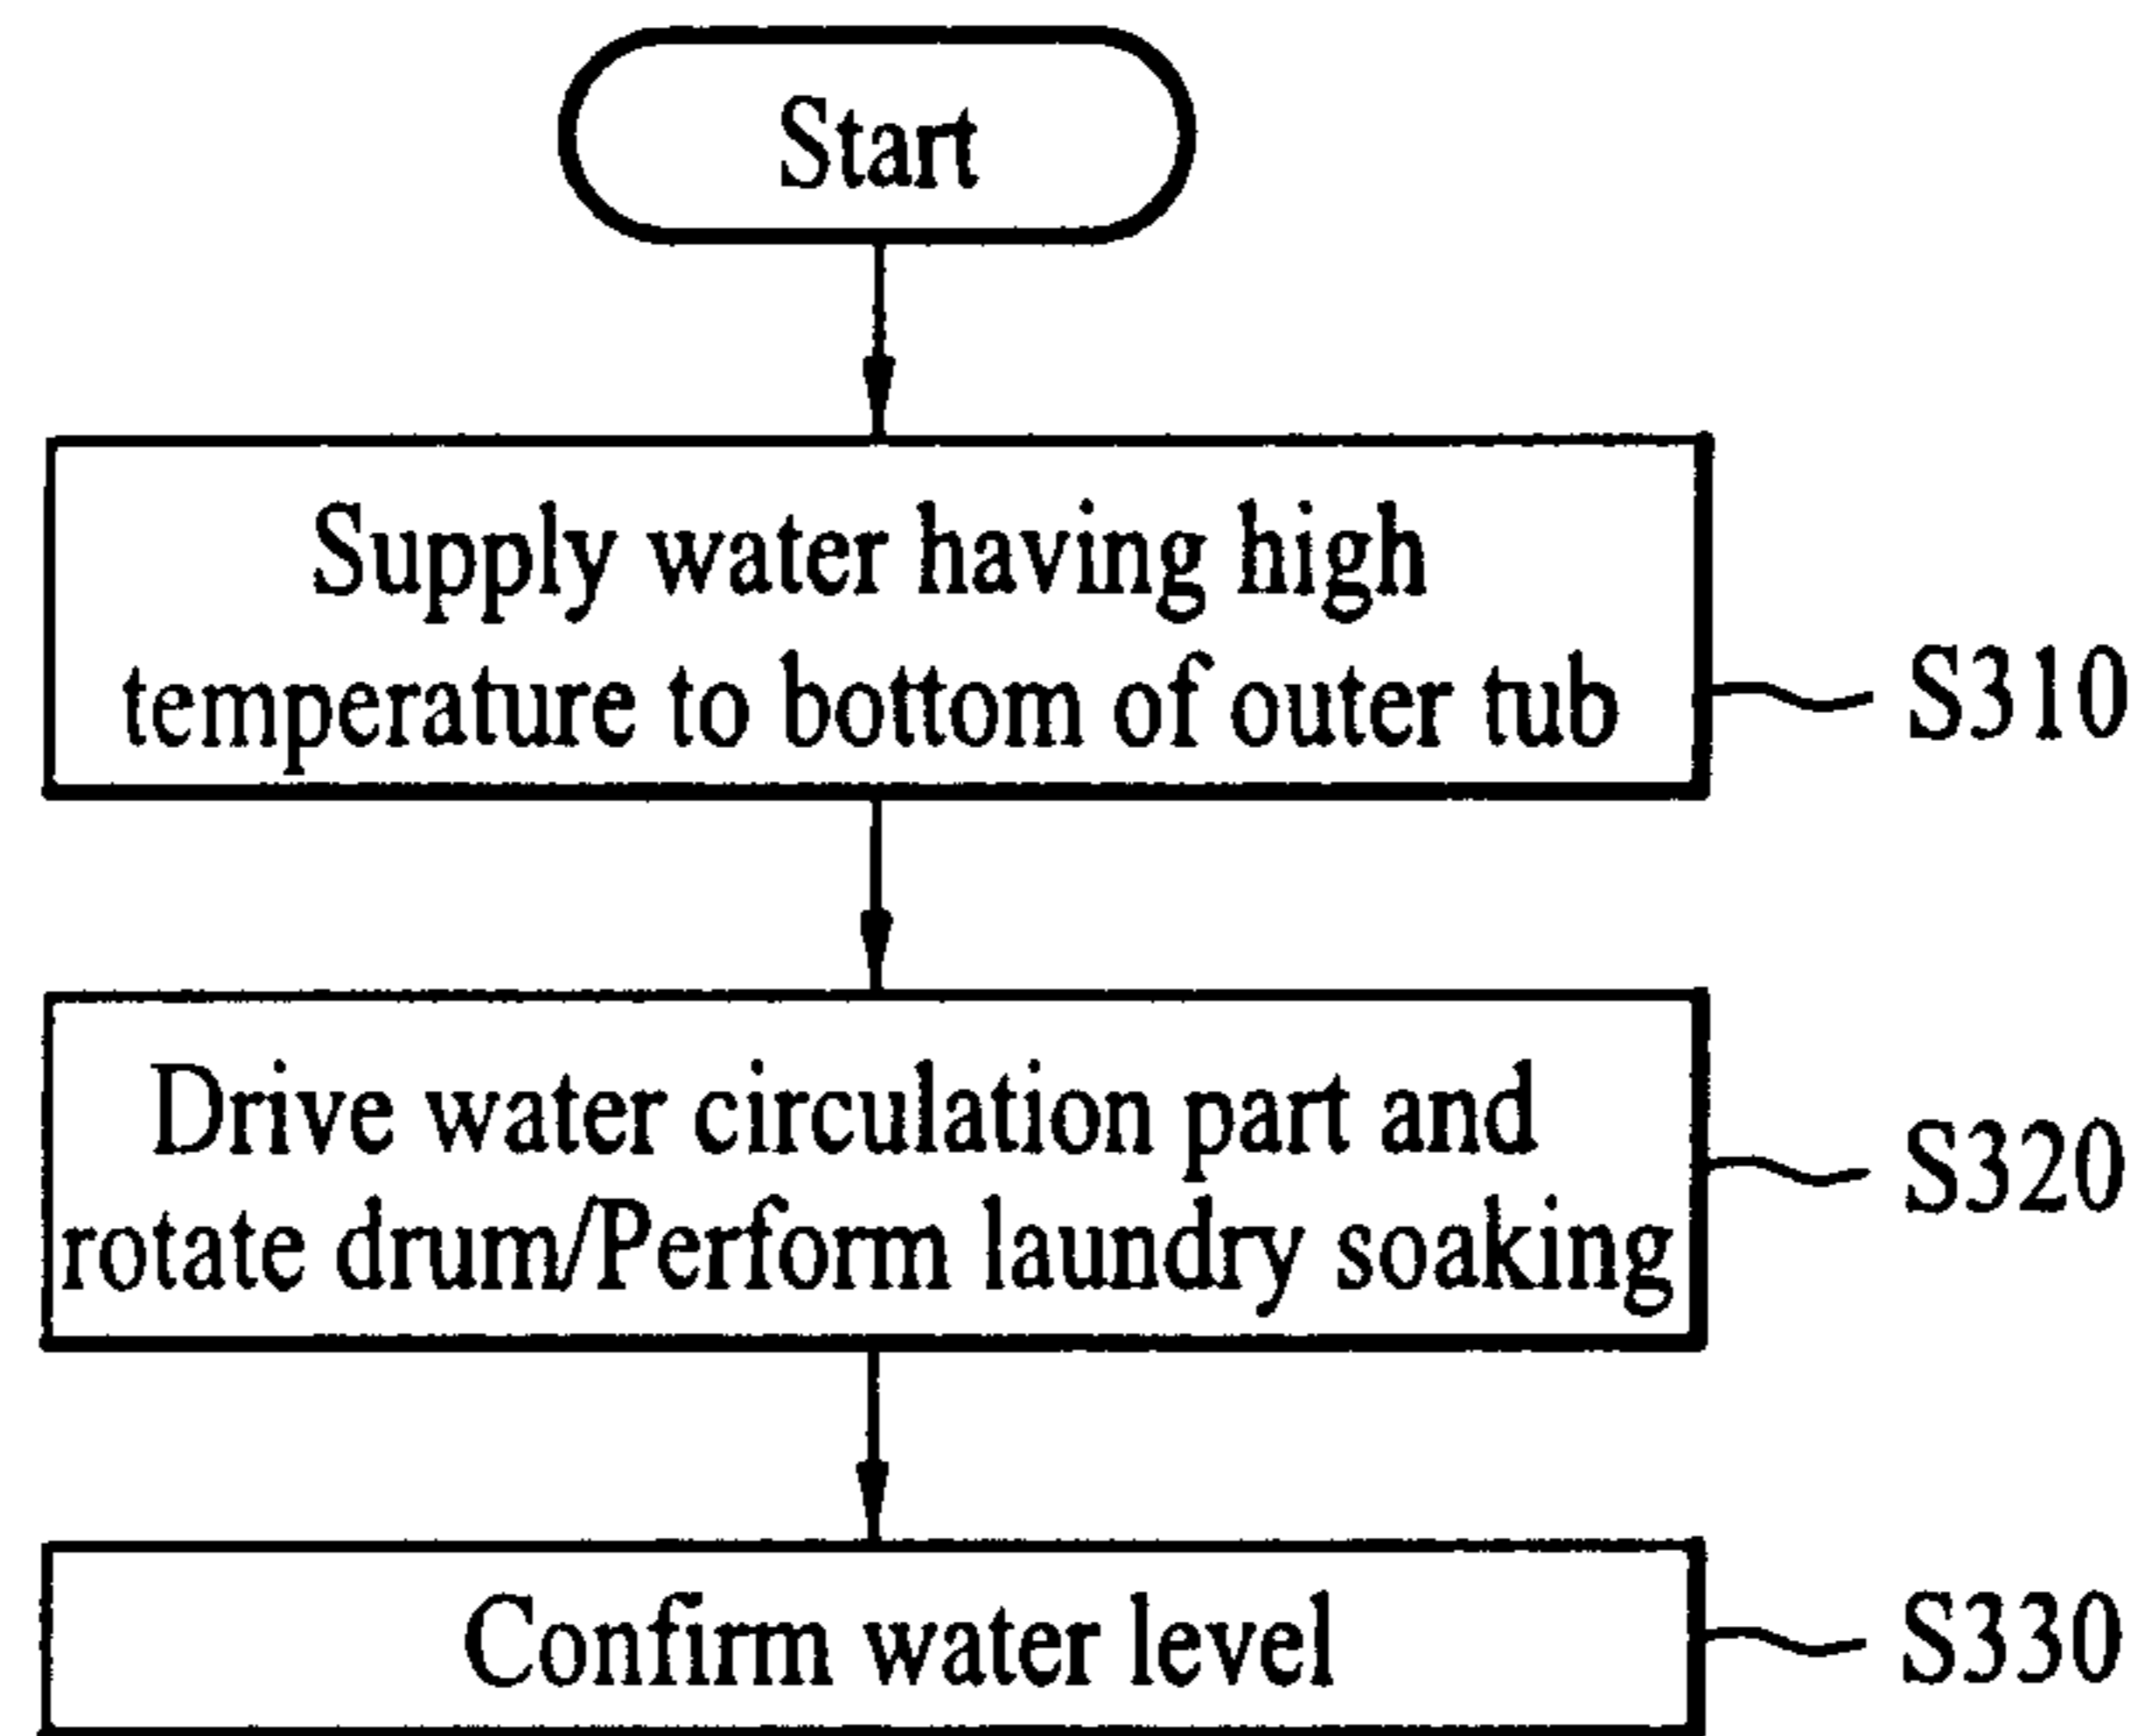 Start
Supply water having high
temperature to bottom of outer tub
S310
Drive water circulation part and
rotate drum/Perform laundry soaking
S320
Confirm water level
S330